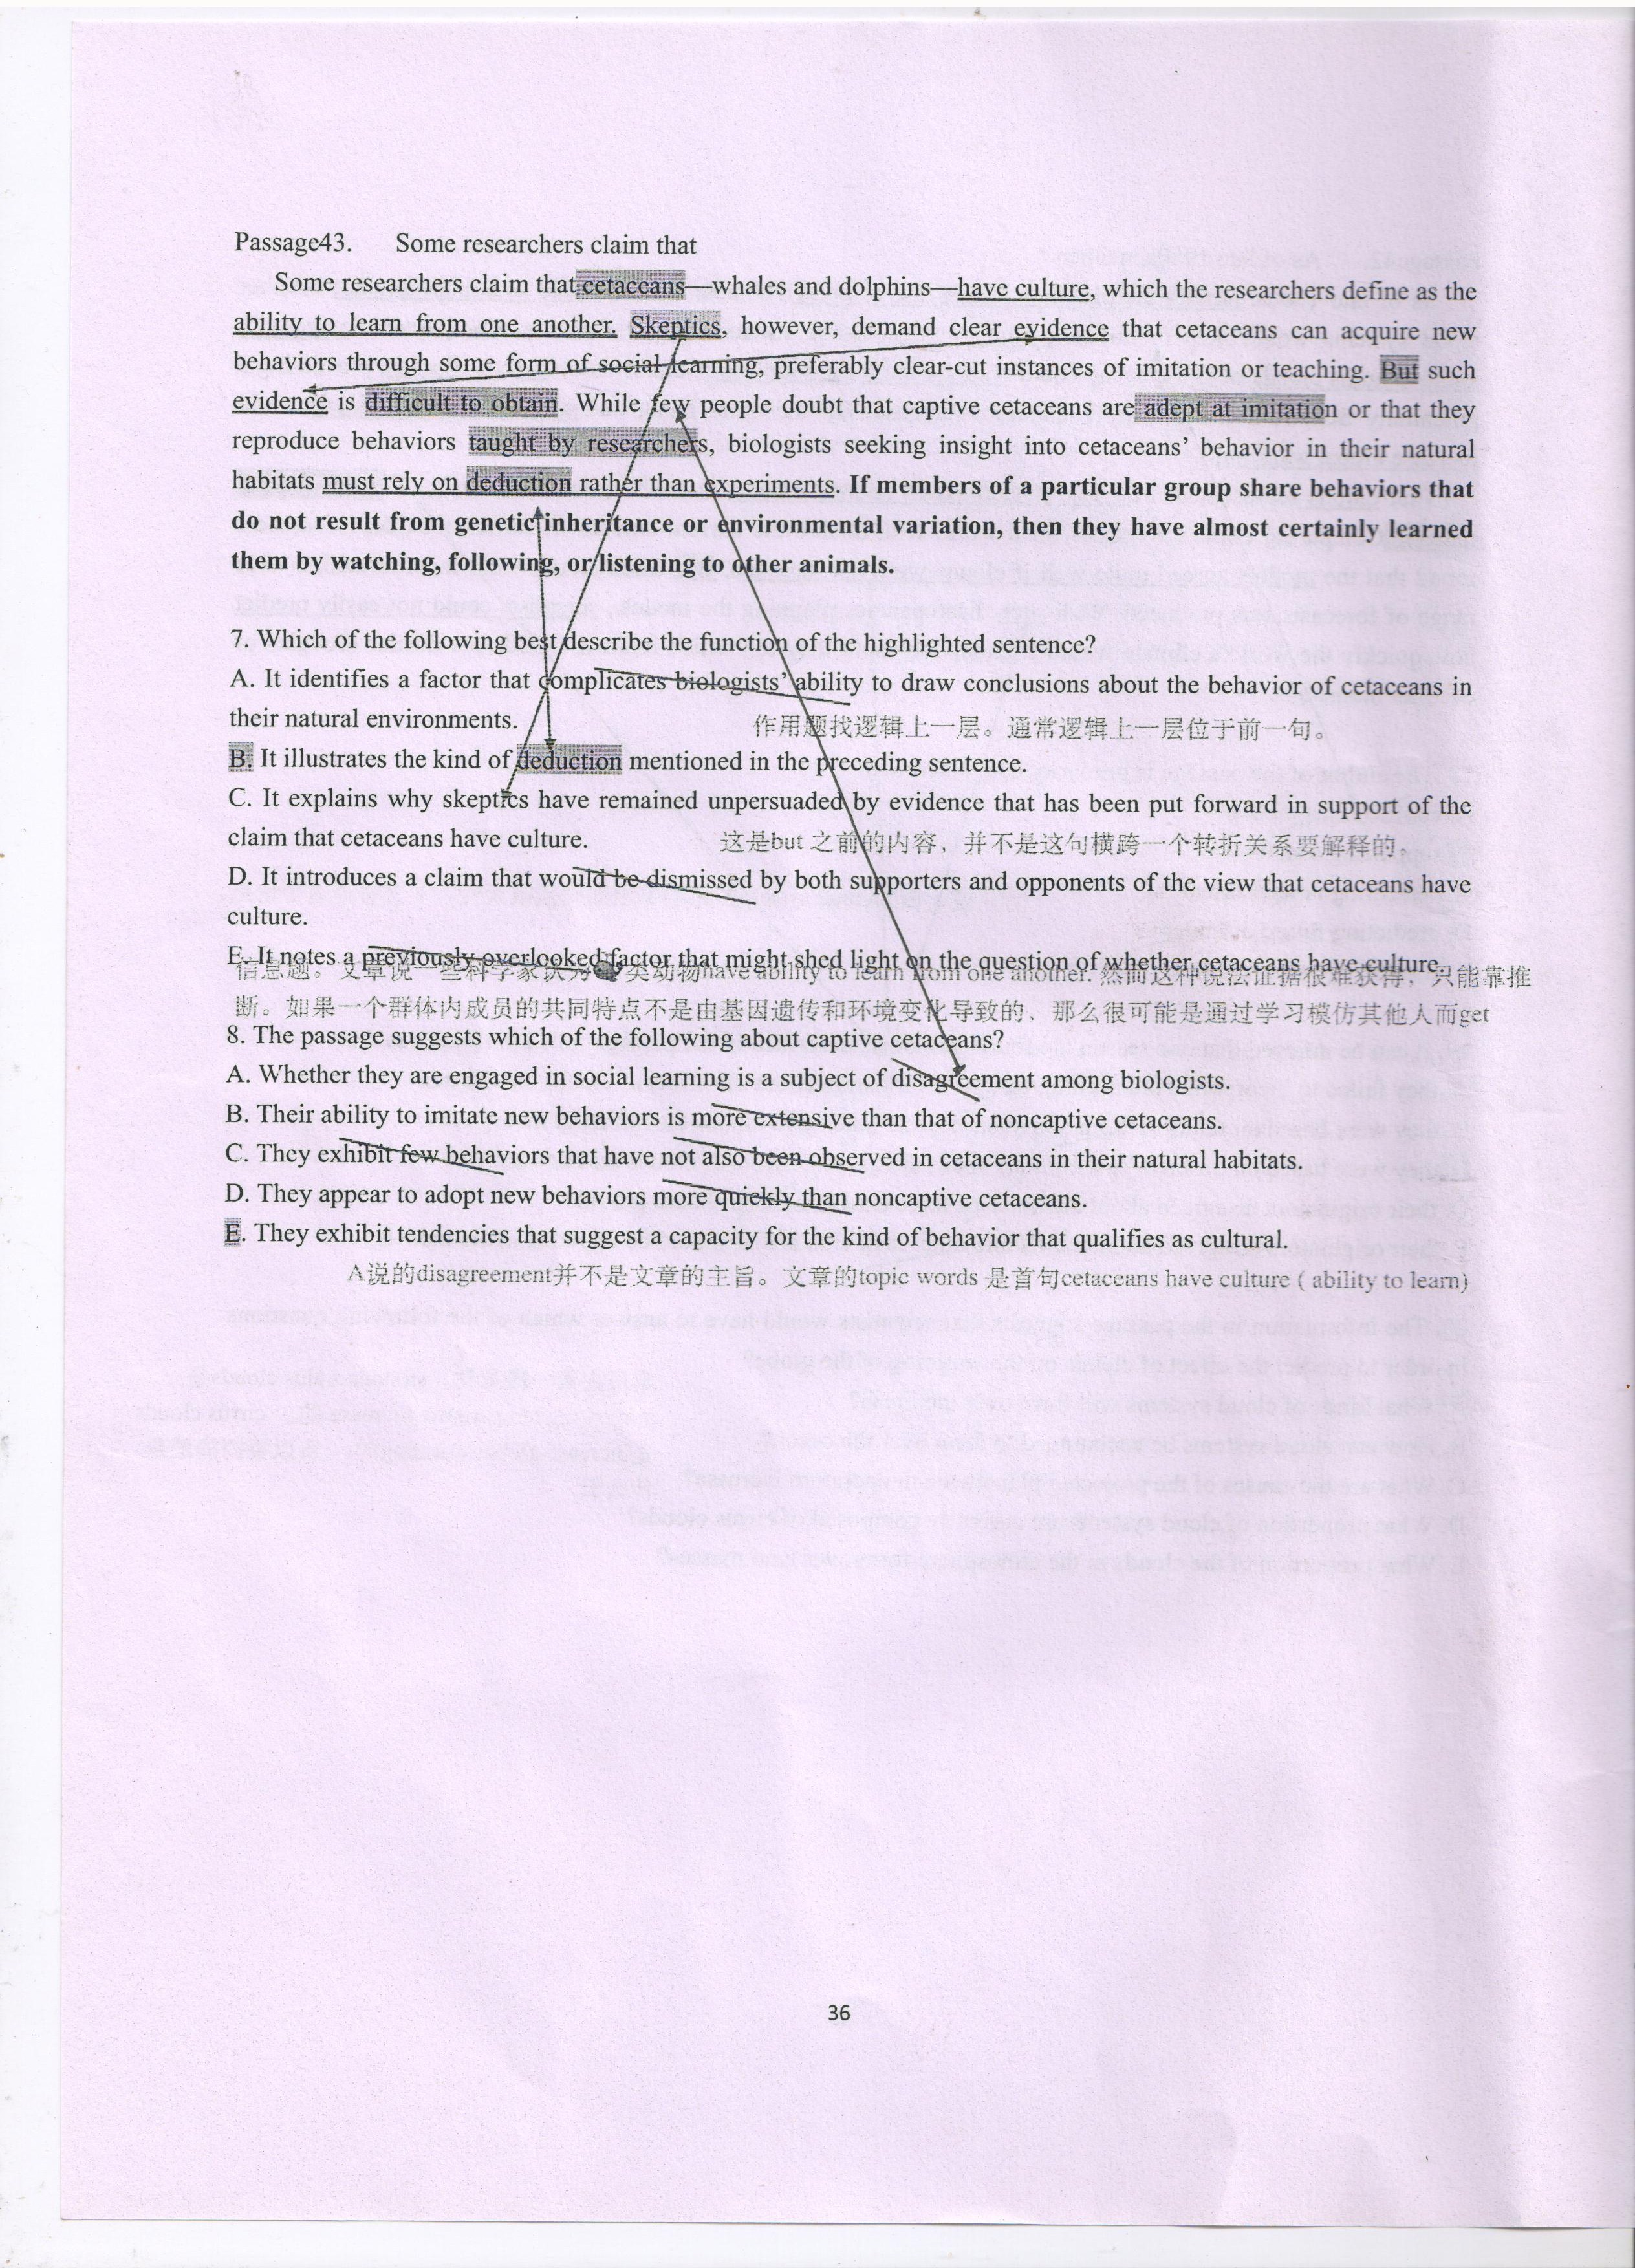 Passage43. Some researchers claim that
Some researchers claim that cetaceans—whales and dolphins—have culture, which the researchers define as the
ability to learn from one another. Skeptics, however, demand clear evidence that cetaceans can acquire new
behaviors through some form of social learning, preferably clear-cut instances of imitation or teaching. But such
evidence is difficult to obtain. While few people doubt that captive cetaceans are adept at imitation or that they
reproduce behaviors taught by researchers, biologists seeking insight into cetaceans' behavior in their natural
habitats must rely on deduction rather than experiments. If members of a particular group share behaviors that
do not result from genetic inheritance or environmental variation, then they have almost certainly learned
them by watching, following, or listening to other animals.
7. Which of the following best describe the function of the highlighted sentence?
A. It identifies a factor that complicates biologists' ability to draw conclusions about the behavior of cetaceans in
their natural environments. 作用题找逻辑上一层。通常逻辑上一层位于前一句。
B. It illustrates the kind of deduction mentioned in the preceding sentence.
C. It explains why skeptics have remained unpersuaded by evidence that has been put forward in support of the
claim that cetaceans have culture. 这是but 之前的内容，并不是这句横跨一个转折关系要解释的。
D. It introduces a claim that would be dismissed by both supporters and opponents of the view that cetaceans have
culture.
E. It notes a previously overlooked factor that might shed light on the question of whether cetaceans have culture.
信息题。文章说一些科学家认为 类动物have ability to learn from one another. 然而这种说法证据很难获得，只能靠推
断。如果一个群体内成员的共同特点不是由基因遗传和环境变化导致的，那么很可能是通过学习模仿其他人而get
8. The passage suggests which of the following about captive cetaceans?
A. Whether they are engaged in social learning is a subject of disagreement among biologists.
B. Their ability to imitate new behaviors is more extensive than that of noncaptive cetaceans.
C. They exhibit few behaviors that have not also been observed in cetaceans in their natural habitats.
D. They appear to adopt new behaviors more quickly than noncaptive cetaceans.
E. They exhibit tendencies that suggest a capacity for the kind of behavior that qualifies as cultural.
A说的disagreement并不是文章的主旨。文章的topic words 是首句cetaceans have culture ( ability to learn)
36